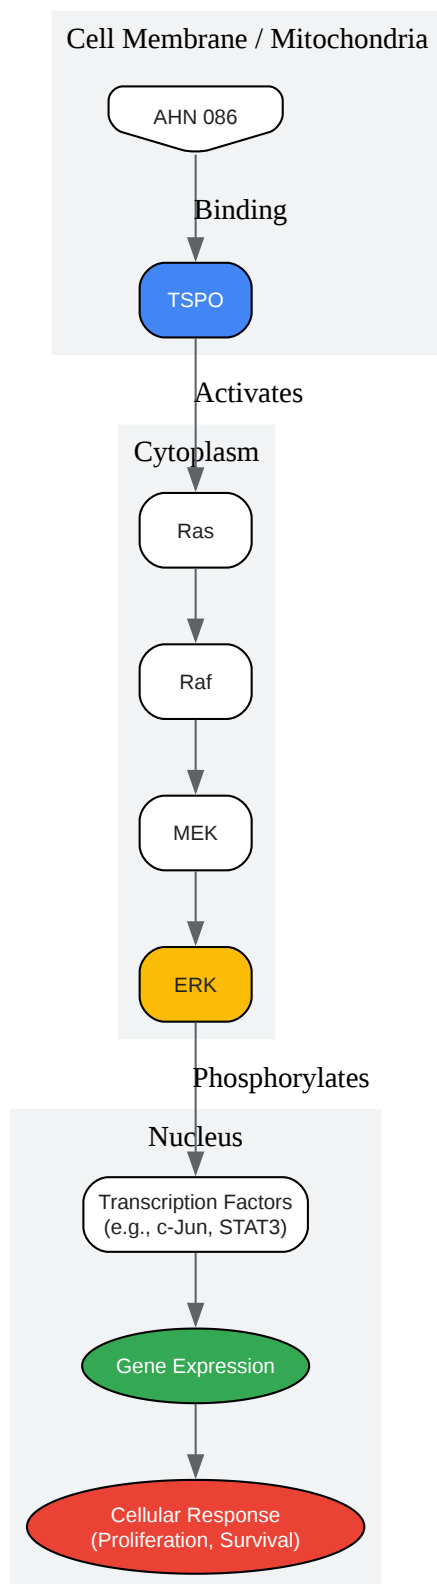 Cell Membrane / Mitochondria
AHN 086
Binding
TSPO
Activates
Cytoplasm
Ras
Raf
MEK
ERK
Phosphorylates
Nucleus
Transcription Factors
(e.g., c-Jun, STAT3)
Gene Expression
Cellular Response
(Proliferation, Survival)